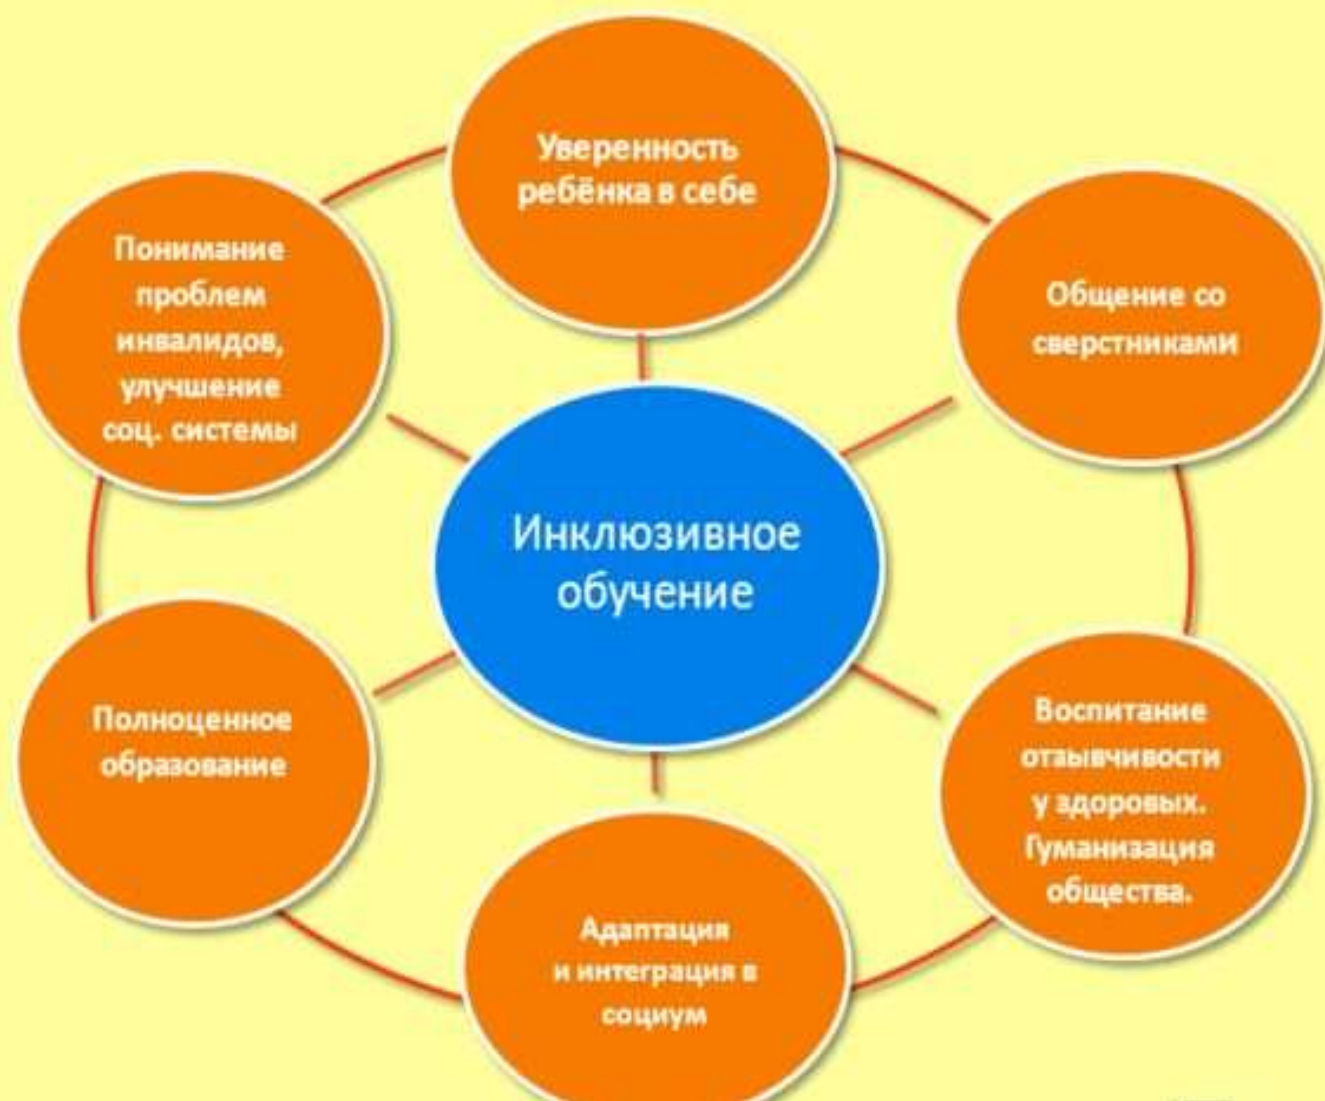 Уверенность
ребёнка в себе
Общение со
сверстниками
Воспитание
отзывчивости
у здоровых.
Гуманизация
общества.
Адаптация
и интеграция в
социум
Полноценное
образование
Понимание
проблем
инвалидов,
улучшение
соц. системы
Инклюзивное
обучение